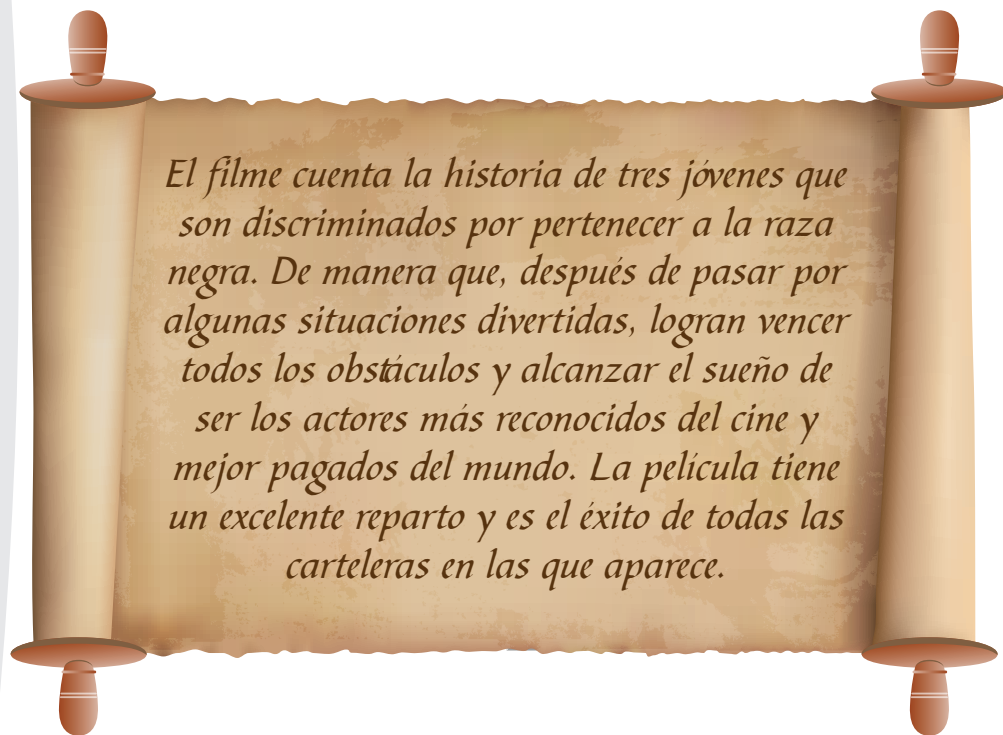 El filme cuenta la historia de tres jóvenes que
son discriminados por pertenecer a la raza
negra. De manera que, después de pasar por
algunas situaciones divertidas, logran vencer
todos los obstáculos y alcanzar el sueño de
ser los actores más reconocidos del cine y
mejor pagados del mundo. La película tiene
un excelente reparto y es el éxito de todas las
carteleras en las que aparece.